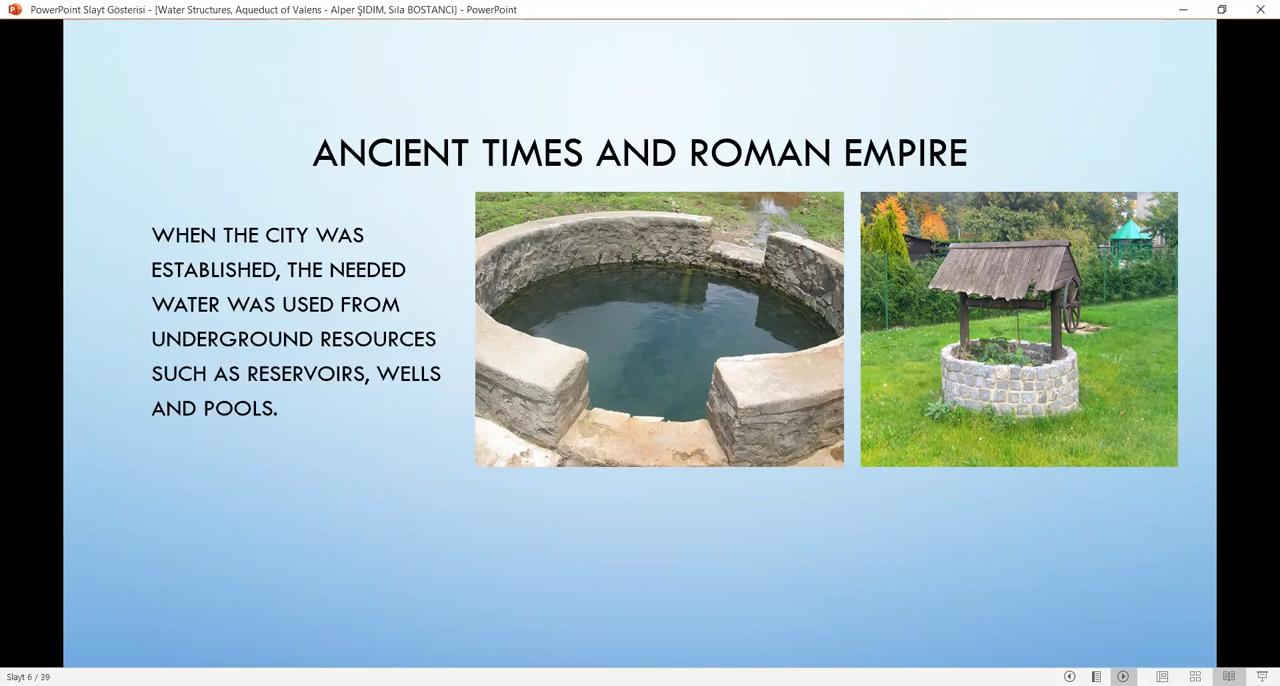 PowerPoint Slayt Gösterisi - [Water Structures, Aqueduct of Valens - Alper ŞIDIM, Sıla BOSTANCI] - PowerPoint
ANCIENT TIMES AND ROMAN EMPIRE
WHEN THE CITY WAS
ESTABLISHED, THE NEEDED
WATER WAS USED FROM
UNDERGROUND RESOURCES
SUCH AS RESERVOIRS, WELLS
AND POOLS.
Slayt 6 / 39